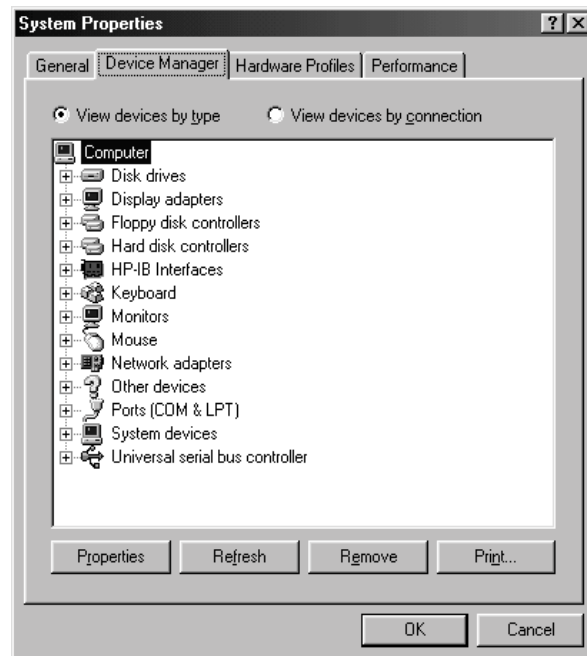 System Properties
General Device Manager Hardware Profiles Performance
View devices by type View devices by connection
Computer
Disk drives
Display adapters
Floppy disk controllers
Hard disk controllers
HP-IB Interfaces
Keyboard
Monitors
Mouse
Network adapters
Other devices
Ports (COM & LPT)
System devices
Universal serial bus controller
Properties Refresh Remove Print...
OK Cancel